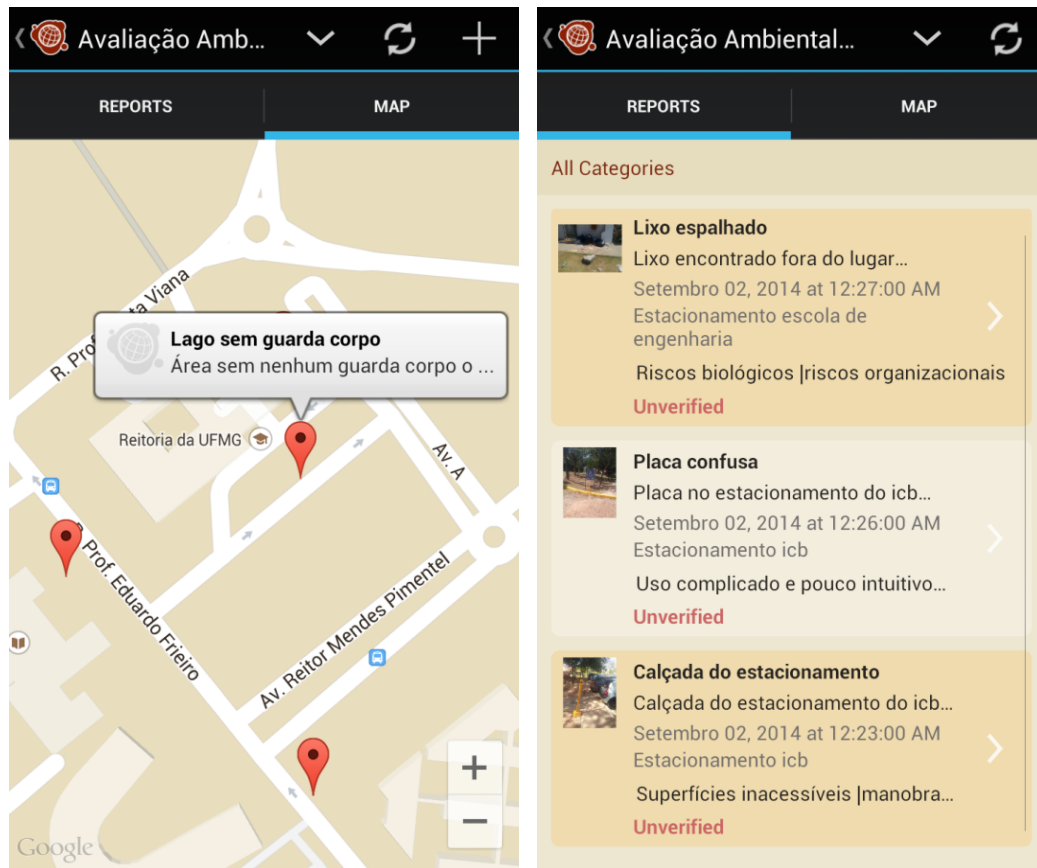 Avaliação Amb...
REPORTS
MAP
R. Prof.
ta Viana
Lago sem guarda corpo
Área sem nenhum guarda corpo o ...
Reitoria da UFMG
Av. A
Prof. Eduardo Frieiro
Av. Reitor Mendes Pimentel
Google
Avaliação Ambiental...
REPORTS
MAP
All Categories
Lixo espalhado
Lixo encontrado fora do lugar...
Setembro 02, 2014 at 12:27:00 AM
Estacionamento escola de
engenharia
Riscos biológicos |riscos organizacionais
Unverified
Placa confusa
Placa no estacionamento do icb...
Setembro 02, 2014 at 12:26:00 AM
Estacionamento icb
Uso complicado e pouco intuitivo...
Unverified
Calçada do estacionamento
Calçada do estacionamento do icb...
Setembro 02, 2014 at 12:23:00 AM
Estacionamento icb
Superfícies inacessíveis |manobra...
Unverified